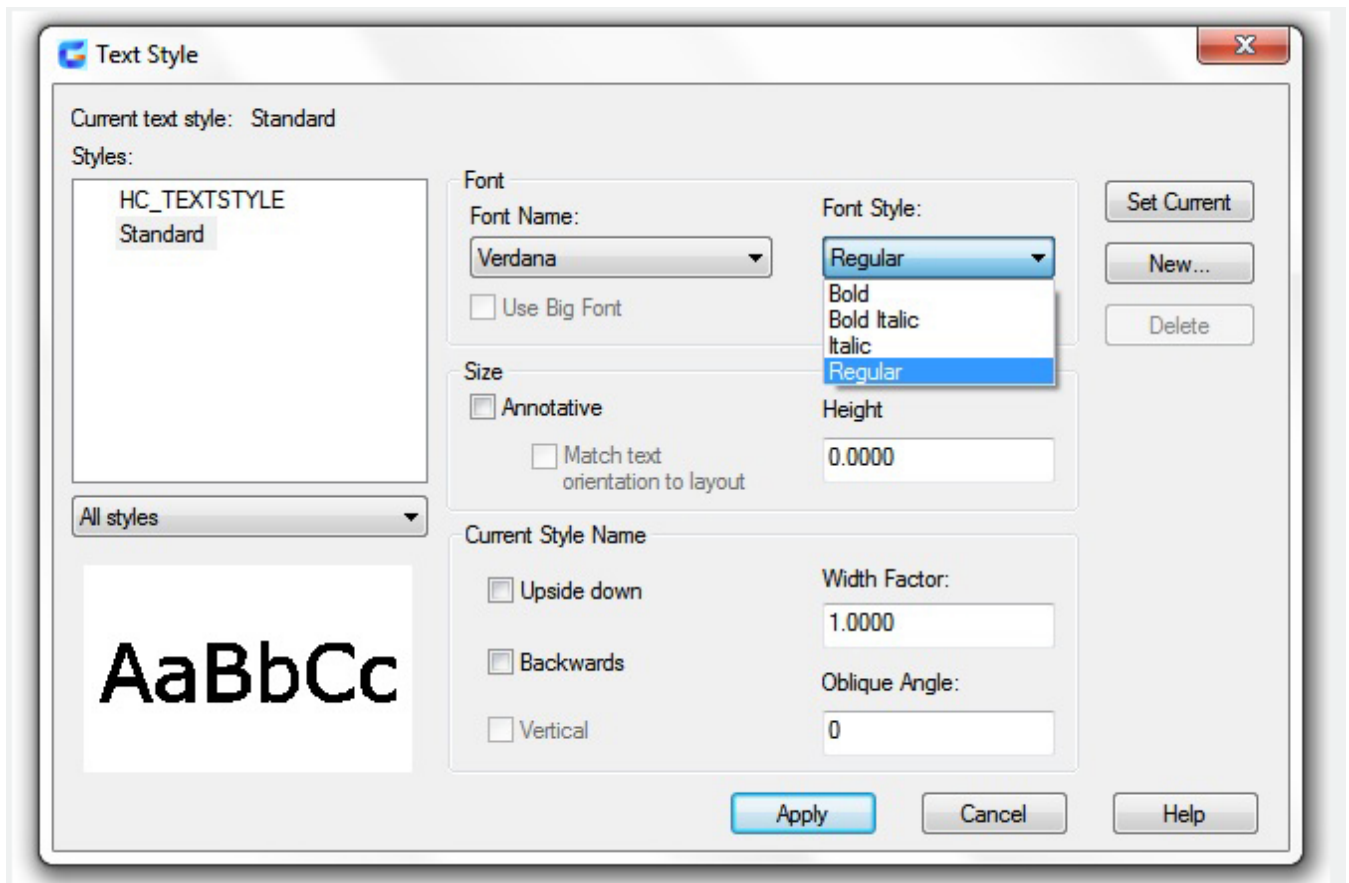 Text Style
Current text style: Standard
Styles:
HC_TEXTSTYLE
Standard
All styles
AaBbCc
Font
Font Name:
Verdana
Use Big Font
Font Style:
Regular
Bold
Bold Italic
Italic
Regular
Size
Annotative
Match text
orientation to layout
Height
0.0000
Current Style Name
Upside down
Backwards
Vertical
Width Factor:
1.0000
Oblique Angle:
0
Set Current
New...
Delete
Apply
Cancel
Help